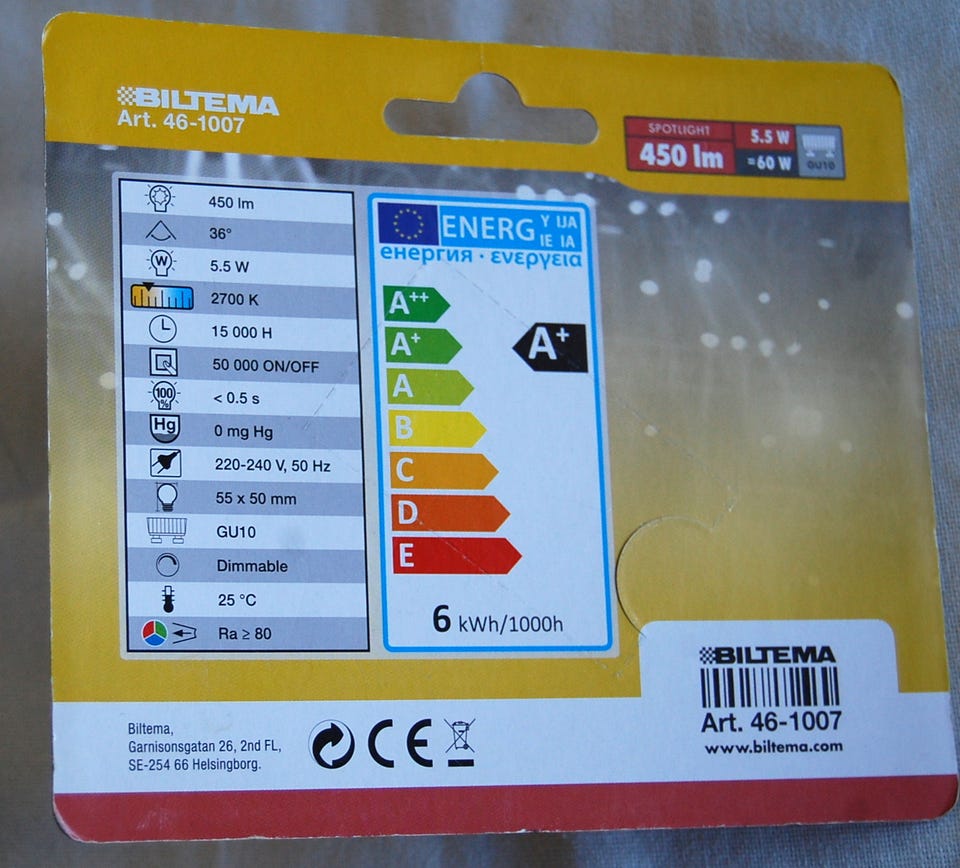 BILTEMA
Art. 46-1007
SPOTLIGHT
450 lm
5.5 W
=60 W
GU10
450 lm
36°
W
5.5 W
2700 K
15 000 H
50 000 ON/OFF
100%
< 0.5 s
Hg
0 mg Hg
220-240 V, 50 Hz
55 x 50 mm
GU10
Dimmable
25 °C
Ra ≥ 80
ENERG Y IJA
IE IA
енергия · ενεργεια
A++
A+
A+
A
B
C
D
E
6 kWh/1000h
Biltema,
Garnisonsgatan 26, 2nd FL,
SE-254 66 Helsingborg.
CE
BILTEMA
Art. 46-1007
www.biltema.com